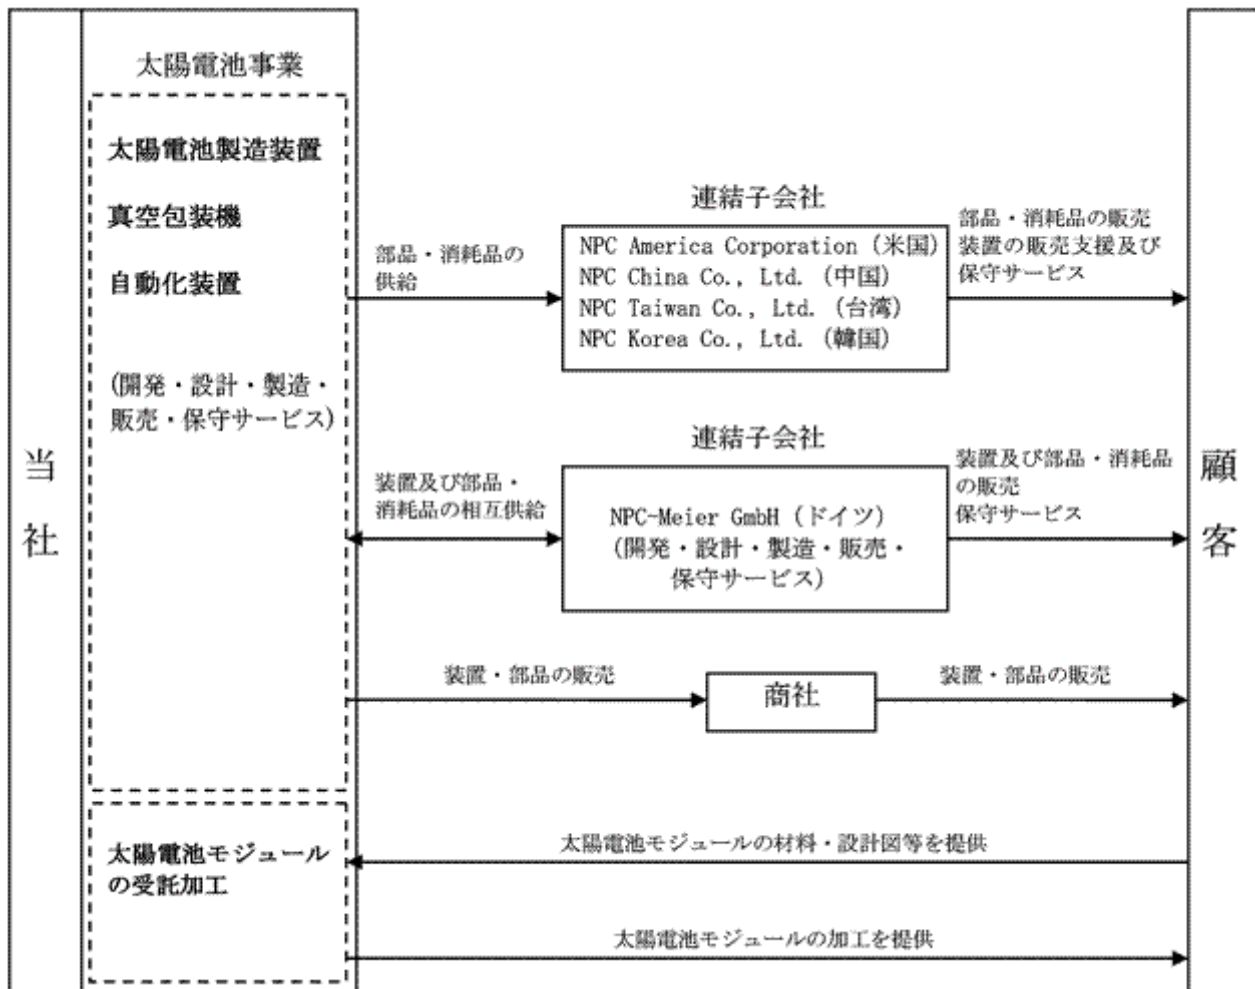 当
社
太陽電池事業
太陽電池製造装置
真空包装機
自動化装置
(開発・設計・製造・
販売・保守サービス)
部品・消耗品の
供給
連結子会社
NPC America Corporation (米国)
NPC China Co., Ltd. (中国)
NPC Taiwan Co., Ltd. (台湾)
NPC Korea Co., Ltd. (韓国)
部品・消耗品の販売
装置の販売支援及び
保守サービス
装置及び部品・
消耗品の相互供給
連結子会社
NPC-Meier GmbH (ドイツ)
(開発・設計・製造・販売・
保守サービス)
装置及び部品・消耗品
の販売
保守サービス
装置・部品の販売
商社
装置・部品の販売
太陽電池モジュール
の受託加工
太陽電池モジュールの材料・設計図等を提供
太陽電池モジュールの加工を提供
顧
客